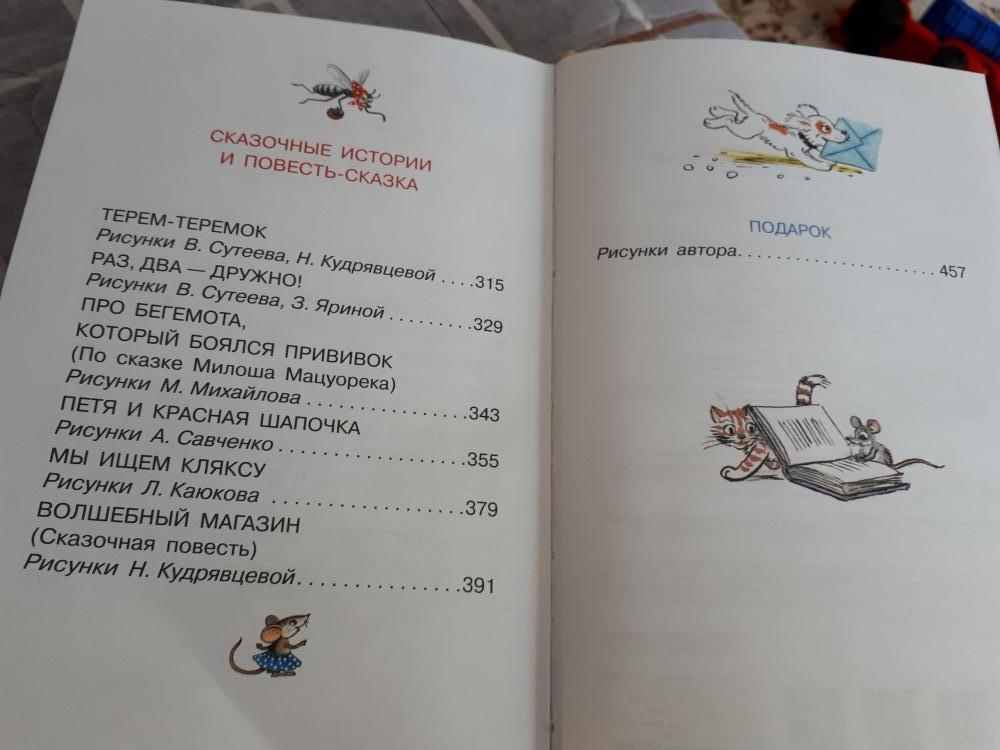 СКАЗОЧНЫЕ ИСТОРИИ
И ПОВЕСТЬ-СКАЗКА
ТЕРЕМ-ТЕРЕМОК
Рисунки В. Сутеева, Н. Кудрявцевой ....315
РАЗ, ДВА — ДРУЖНО!
Рисунки В. Сутеева, З. Яриной .........329
ПРО БЕГЕМОТА,
КОТОРЫЙ БОЯЛСЯ ПРИВИВОК
(По сказке Милоша Мацоурека)
Рисунки М. Михайлова .................343
ПЕТЯ И КРАСНАЯ ШАПОЧКА
Рисунки А. Савченко ....................355
МЫ ИЩЕМ КЛЯКСУ
Рисунки Л. Каюкова ....................379
ВОЛШЕБНЫЙ МАГАЗИН
(Сказочная повесть)
Рисунки Н. Кудрявцевой.................391
ПОДАРОК
Рисунки автора.........................457